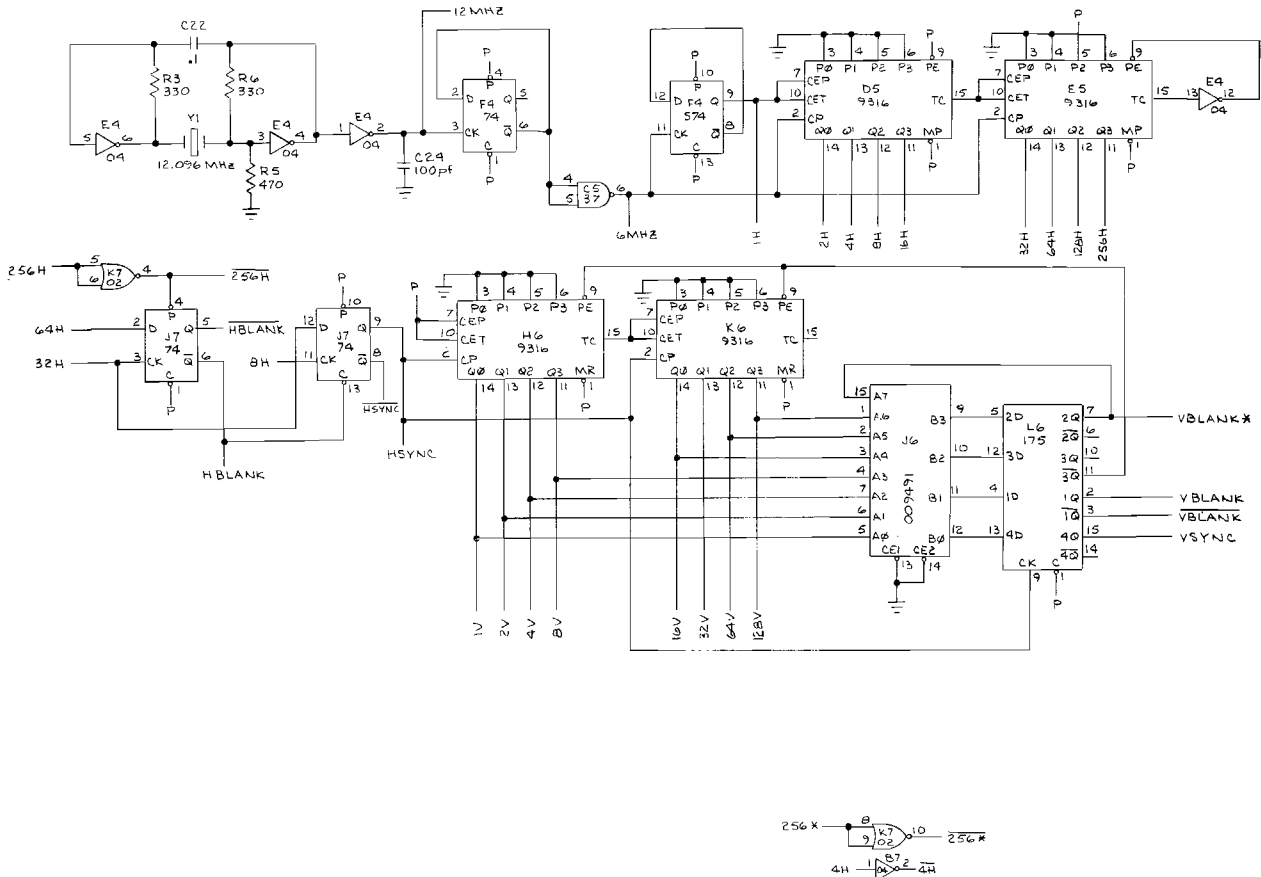 12MHZ
C22
.1
R3
330
R6
330
Y1
12.096 MHz
5 E4 6
04
3 E4 4
04
R5
470
1 E4 2
04
C24
100pf
P
4
P
2 D F4 Q 5
74
3 CK Q̅ 6
C
1
P
4
5
C5
37
6
6MHZ
P
10
P
12 D F4 Q 9
S74
11 CK Q̅ 8
C
13
P
1H
3 4 5 6 P 9
P0 P1 P2 P3 PE
7 CEP
10 CET
2 CP
D5
9316
TC 15
Q0 Q1 Q2 Q3 MR
14 13 12 11 1
P
2H 4H 8H 16H
P
3 4 5 6 9
P0 P1 P2 P3 PE
7 CEP
10 CET
2 CP
E5
9316
TC 15
Q0 Q1 Q2 Q3 MR
14 13 12 11 1
P
32H 64H 128H 256H
13 E4 12
04
256H
5
6
K7
02
4
2̅5̅6̅H̅
4
P
64H 2 D Q 5 H̅B̅L̅A̅N̅K̅
J7
74
32H 3 CK Q̅ 6
C
1
P
HBLANK
P
10
P
12 D Q 9
J7
74
8H 11 CK Q̅ 8
C
13
H̅S̅Y̅N̅C̅
HSYNC
P
3 4 5 6 9
P0 P1 P2 P3 PE
7 CEP
10 CET
2 CP
H6
9316
TC 15
Q0 Q1 Q2 Q3 MR
14 13 12 11 1
P
1V 2V 4V 8V
3 4 5 6 9
P0 P1 P2 P3 PE
7 CEP
10 CET
2 CP
K6
9316
TC 15
Q0 Q1 Q2 Q3 MR
14 13 12 11 1
P
16V 32V 64V 128V
15 A7
1 A6
2 A5
3 A4
4 A3
7 A2
6 A1
5 A0
J6
009491
B3 9
B2 10
B1 11
B0 12
CE1 CE2
13 14
5 2D
12 3D
4 1D
13 4D
L6
175
2Q 7 VBLANK*
2̅Q̅ 6
3Q 10
3̅Q̅ 11
1Q 2 VBLANK
1̅Q̅ 3 V̅B̅L̅A̅N̅K̅
4Q 15 VSYNC
4̅Q̅ 14
CK C
9 1
P
256*
8
9
K7
02
10
2̅5̅6̅*̅
4H 1 B7 2 4̅H̅
04